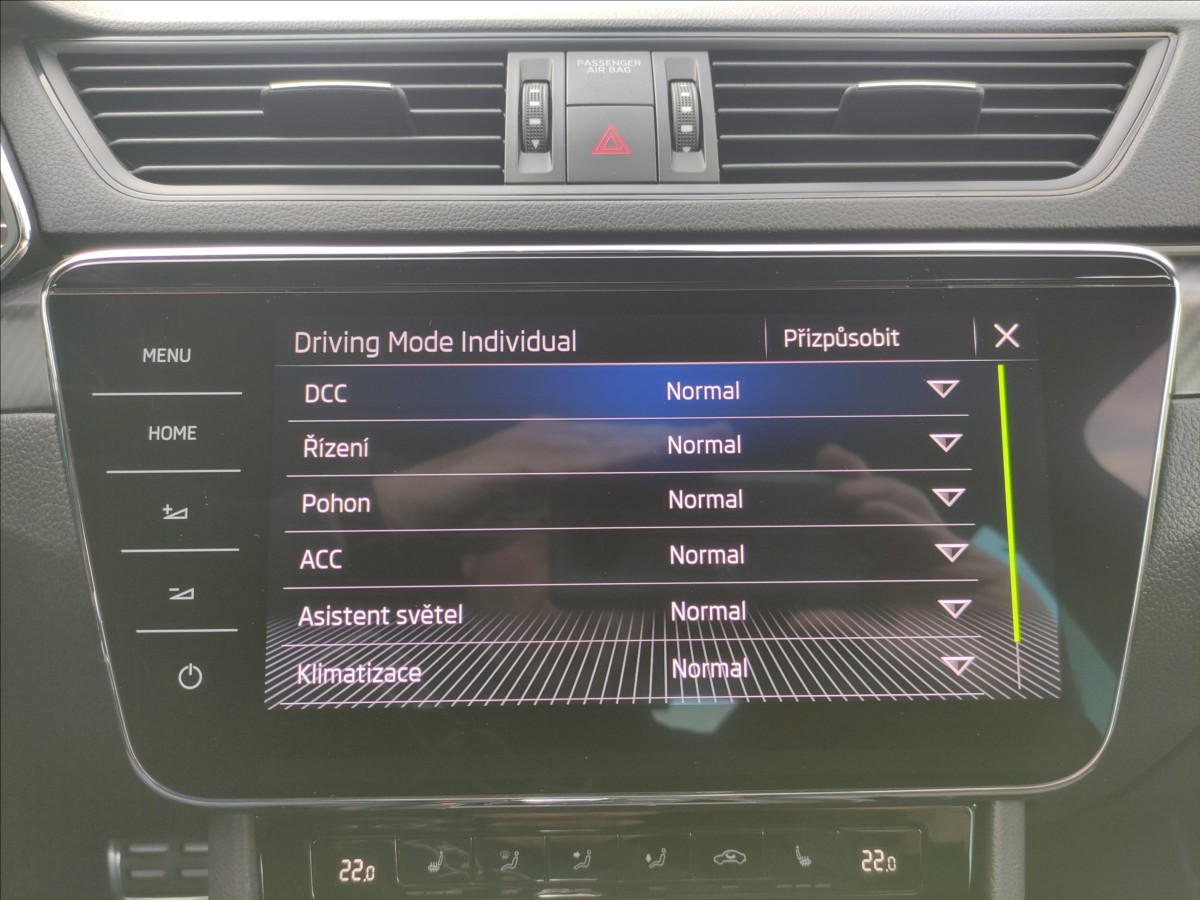 PASSENGER
AIR BAG
Driving Mode Individual
Přizpůsobit
MENU
DCC Normal
HOME
Řízení Normal
Pohon Normal
ACC Normal
Asistent světel Normal
Klimatizace Normal
22.0
22.0